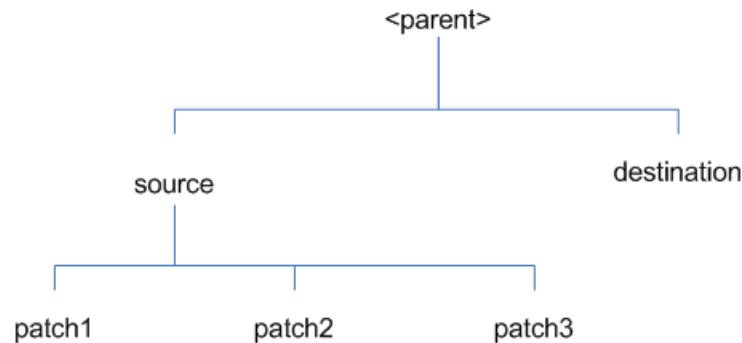 <parent>
source
destination
patch1
patch2
patch3